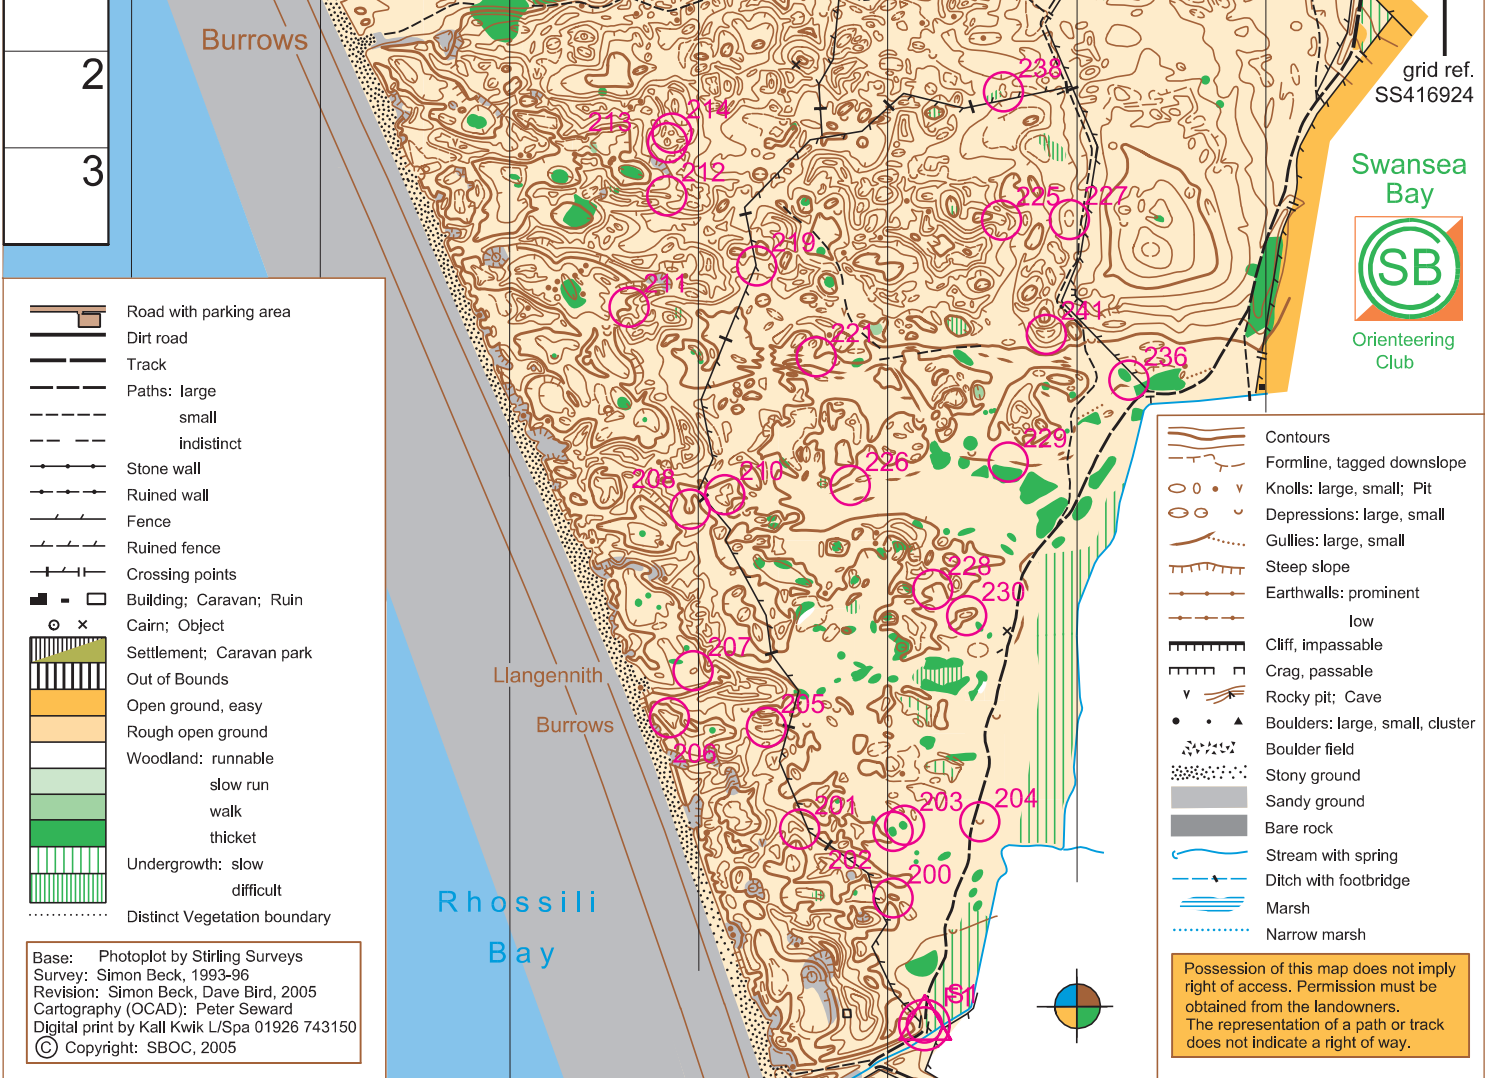 2
3
Burrows
grid ref.
SS416924
Swansea
Bay
SB
Orienteering
Club
238
214
213
212
225
227
219
211
241
221
236
229
226
210
208
228
230
207
205
206
201
203
204
202
200
S1
F1
Llangennith
Burrows
Rhossili
Bay
Road with parking area
Dirt road
Track
Paths: large
small
indistinct
Stone wall
Ruined wall
Fence
Ruined fence
Crossing points
Building; Caravan; Ruin
Cairn; Object
Settlement; Caravan park
Out of Bounds
Open ground, easy
Rough open ground
Woodland: runnable
slow run
walk
thicket
Undergrowth: slow
difficult
Distinct Vegetation boundary
Base: Photoplot by Stirling Surveys
Survey: Simon Beck, 1993-96
Revision: Simon Beck, Dave Bird, 2005
Cartography (OCAD): Peter Seward
Digital print by Kall Kwik L/Spa 01926 743150
© Copyright: SBOC, 2005
Contours
Formline, tagged downslope
Knolls: large, small; Pit
Depressions: large, small
Gullies: large, small
Steep slope
Earthwalls: prominent
low
Cliff, impassable
Crag, passable
Rocky pit; Cave
Boulders: large, small, cluster
Boulder field
Stony ground
Sandy ground
Bare rock
Stream with spring
Ditch with footbridge
Marsh
Narrow marsh
Possession of this map does not imply
right of access. Permission must be
obtained from the landowners.
The representation of a path or track
does not indicate a right of way.